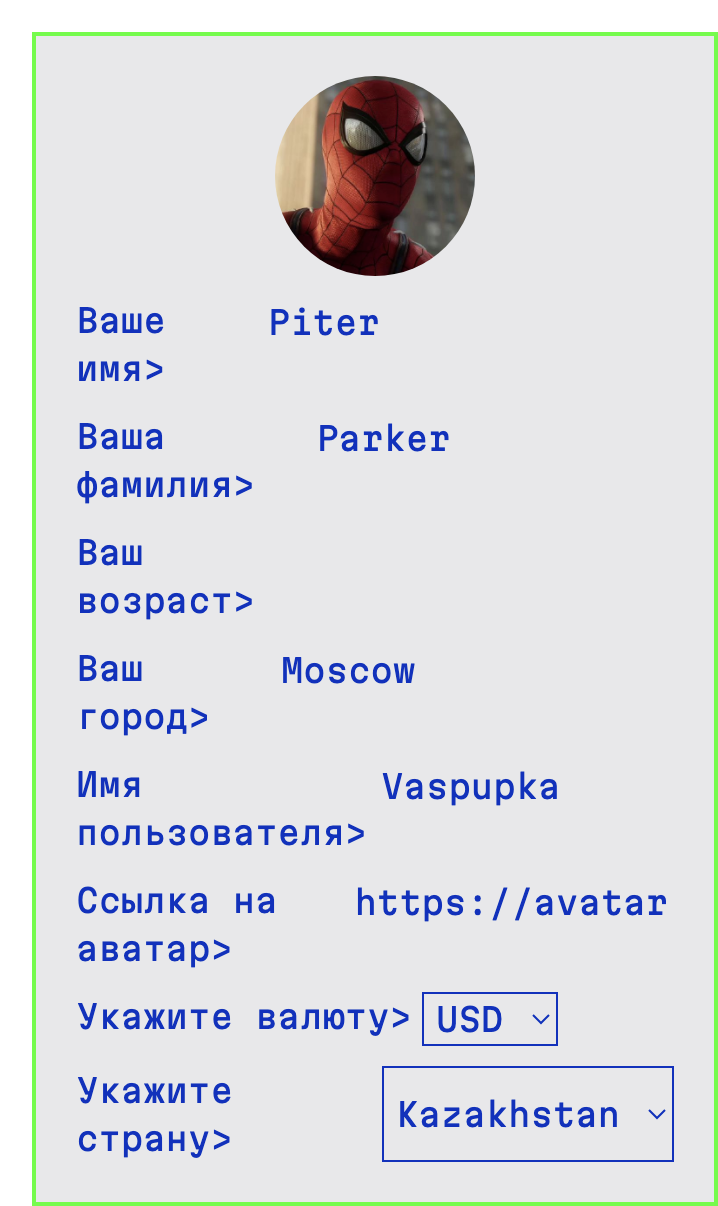 Ваше Piter
имя>
Ваша Parker
фамилия>
Ваш
возраст>
Ваш Moscow
город>
Имя Vaspupka
пользователя>
Ссылка на https://avatar
аватар>
Укажите валюту> USD
Укажите Kazakhstan
страну>